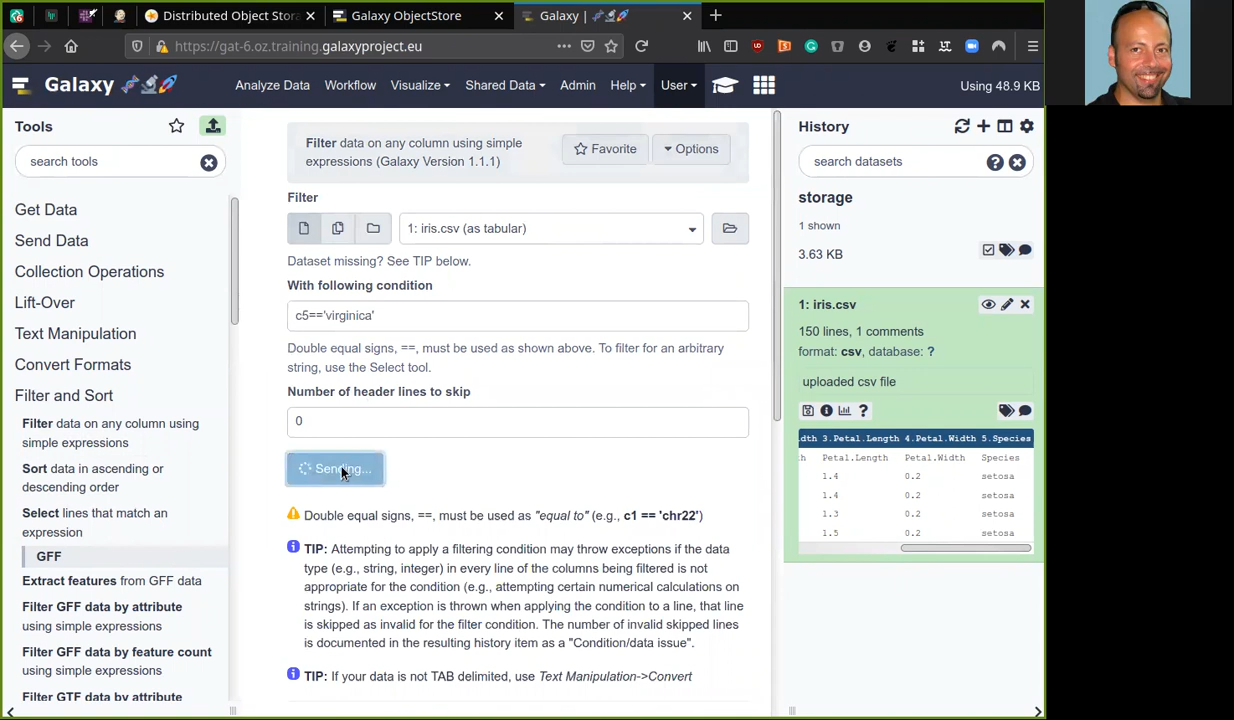 Distributed Object Stora
Galaxy ObjectStore
Galaxy |
https://gat-6.oz.training.galaxyproject.eu
Galaxy
Analyze Data
Workflow
Visualize
Shared Data
Admin
Help
User
Using 48.9 KB
Tools
search tools
Get Data
Send Data
Collection Operations
Lift-Over
Text Manipulation
Convert Formats
Filter and Sort
Filter data on any column using
simple expressions
Sort data in ascending or
descending order
Select lines that match an
expression
GFF
Extract features from GFF data
Filter GFF data by attribute
using simple expressions
Filter GFF data by feature count
using simple expressions
Filter GTF data by attribute
Filter data on any column using simple
expressions (Galaxy Version 1.1.1)
Favorite
Options
Filter
1: iris.csv (as tabular)
Dataset missing? See TIP below.
With following condition
c5=='virginica'
Double equal signs, ==, must be used as shown above. To filter for an arbitrary
string, use the Select tool.
Number of header lines to skip
0
Sending...
Double equal signs, ==, must be used as "equal to" (e.g., c1 == 'chr22')
TIP: Attempting to apply a filtering condition may throw exceptions if the data
type (e.g., string, integer) in every line of the columns being filtered is not
appropriate for the condition (e.g., attempting certain numerical calculations on
strings). If an exception is thrown when applying the condition to a line, that line
is skipped as invalid for the filter condition. The number of invalid skipped lines
is documented in the resulting history item as a "Condition/data issue".
TIP: If your data is not TAB delimited, use Text Manipulation->Convert
History
search datasets
storage
1 shown
3.63 KB
1: iris.csv
150 lines, 1 comments
format: csv, database: ?
uploaded csv file
dth 3.Petal.Length 4.Petal.Width 5.Species
h Petal.Length Petal.Width Species
1.4 0.2 setosa
1.4 0.2 setosa
1.3 0.2 setosa
1.5 0.2 setosa